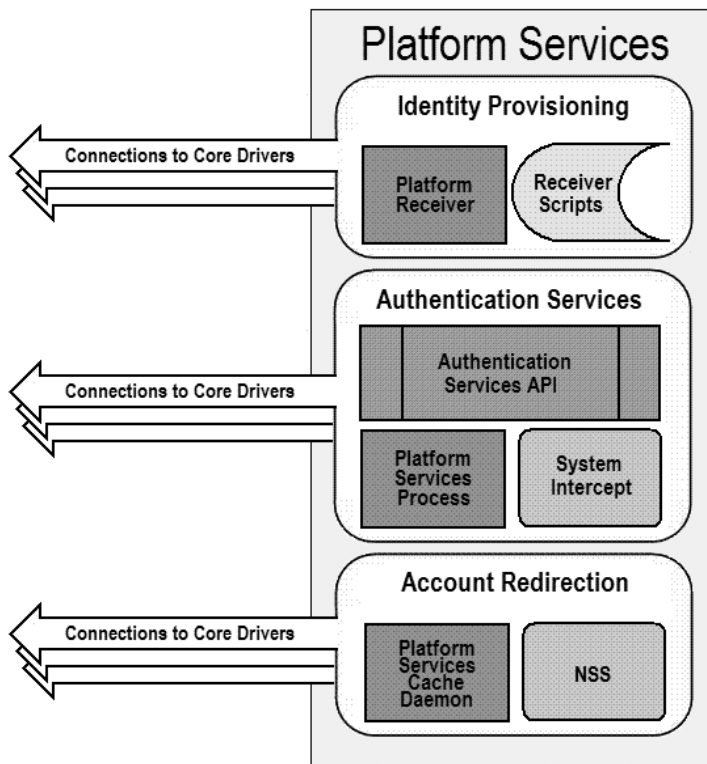 Platform Services
Identity Provisioning
Connections to Core Drivers
Platform
Receiver
Receiver
Scripts
Authentication Services
Authentication
Services API
Connections to Core Drivers
Platform
Services
Process
System
Intercept
Account Redirection
Connections to Core Drivers
Platform
Services
Cache
Daemon
NSS